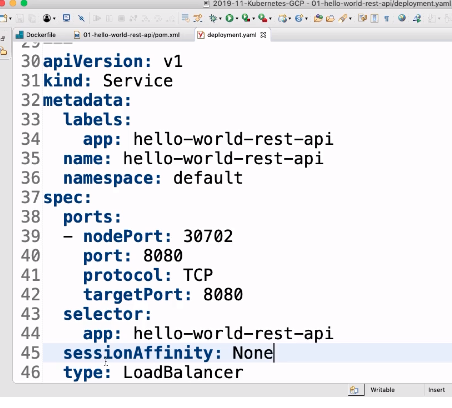 2019-11-Kubernetes-GCP - 01-hello-world-rest-api/deployment.yaml
Dockerfile 01-hello-world-rest-api/pom.xml deployment.yaml
30 apiVersion: v1
31 kind: Service
32 metadata:
33 labels:
34 app: hello-world-rest-api
35 name: hello-world-rest-api
36 namespace: default
37 spec:
38 ports:
39 - nodePort: 30702
40 port: 8080
41 protocol: TCP
42 targetPort: 8080
43 selector:
44 app: hello-world-rest-api
45 sessionAffinity: None
46 type: LoadBalancer
Writable Insert